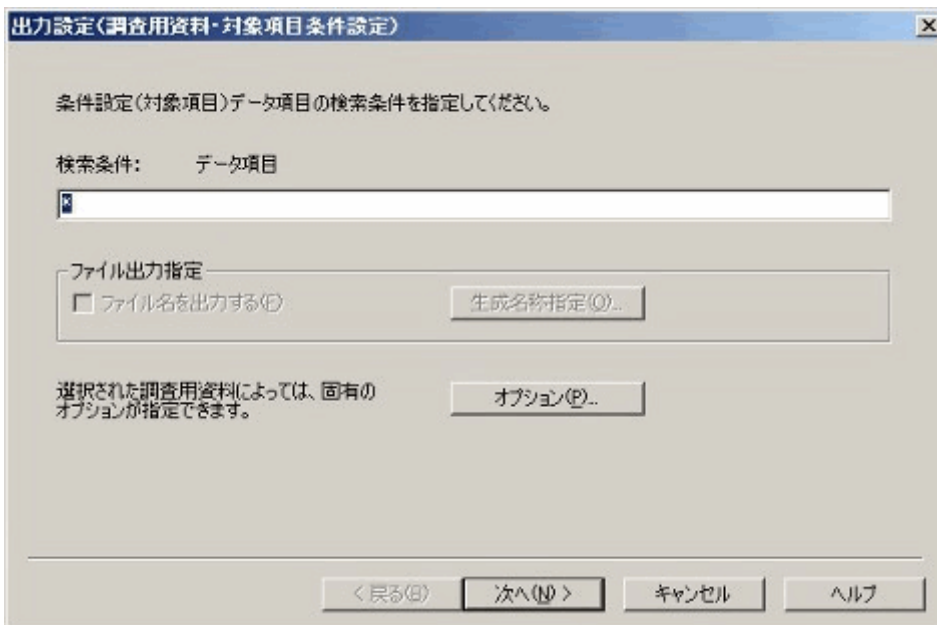 出力設定(調査用資料・対象項目条件設定)
条件設定(対象項目)データ項目の検索条件を指定してください。
検索条件: データ項目
*
ファイル出力指定
ファイル名を出力する(F)
生成名称指定(O)...
選択された調査用資料によっては、固有の
オプションが指定できます。
オプション(P)...
< 戻る(B)
次へ(N) >
キャンセル
ヘルプ